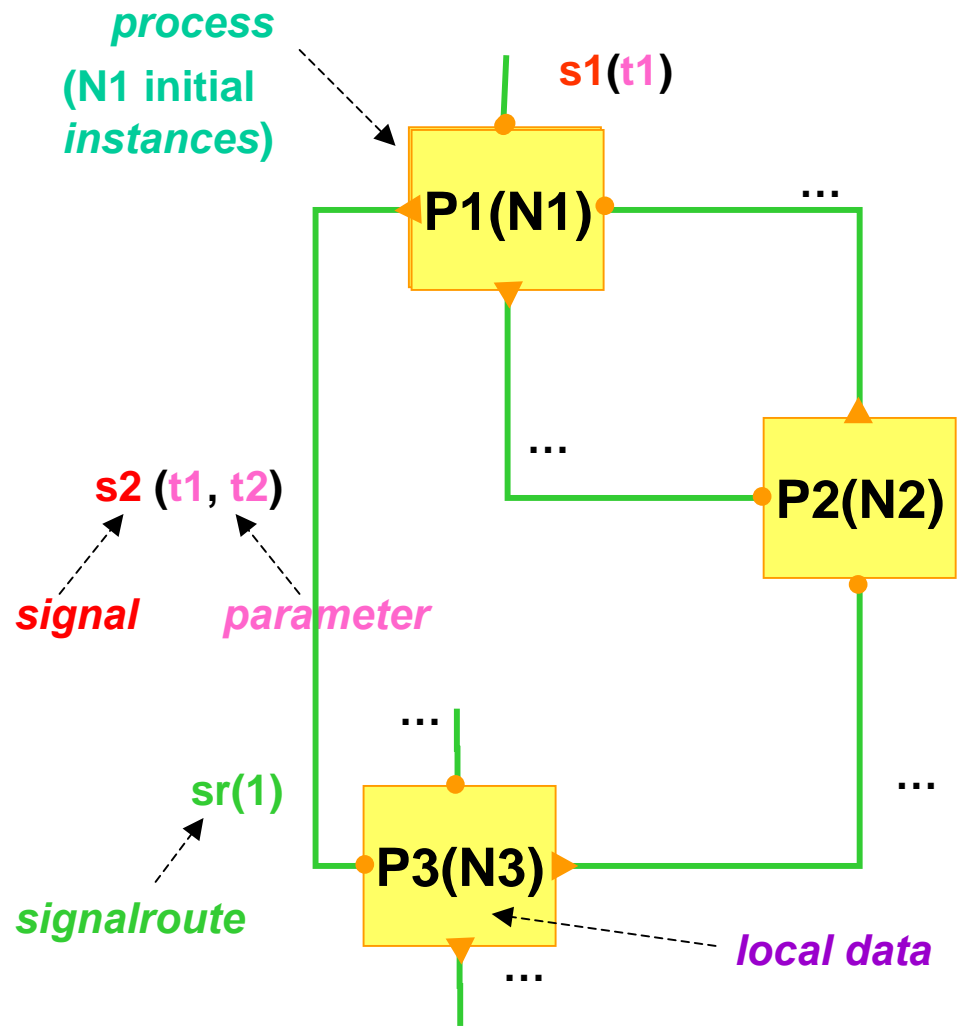 process
(N1 initial
instances)
s1(t1)
P1(N1)
...
...
s2 (t1, t2)
P2(N2)
signal
parameter
...
...
sr(1)
P3(N3)
signalroute
local data
...